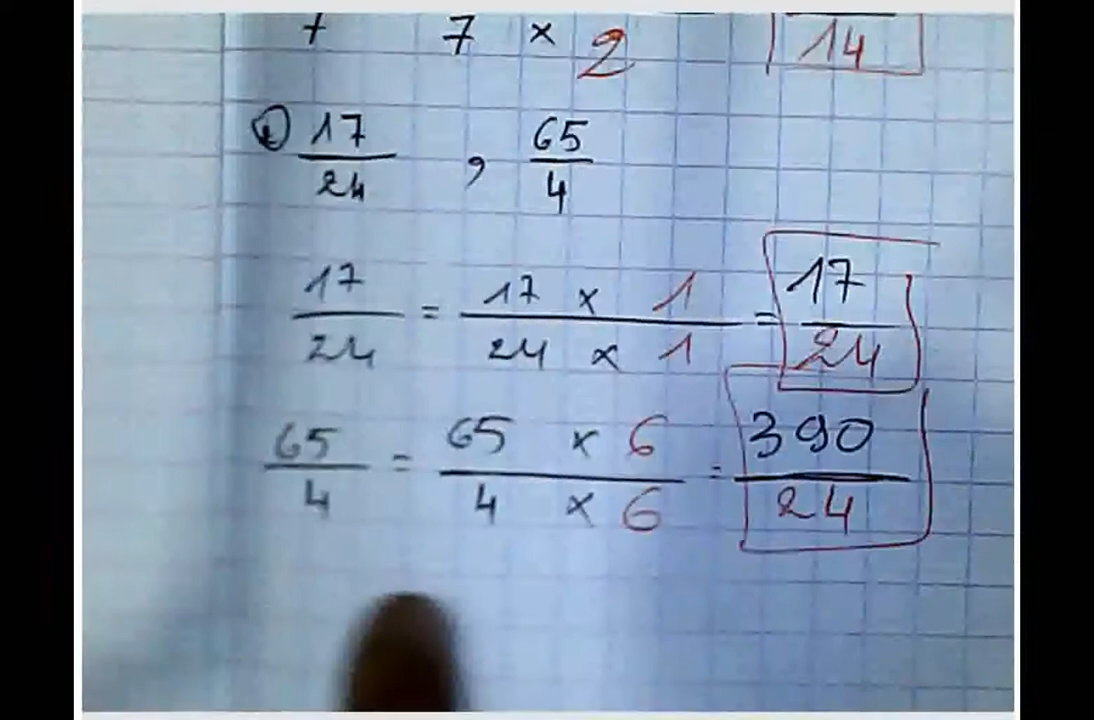 7 × 2 14
17/24 , 65/4
17/24 = 17 × 1 / 24 × 1 = 17/24
65/4 = 65 × 6 / 4 × 6 = 390/24